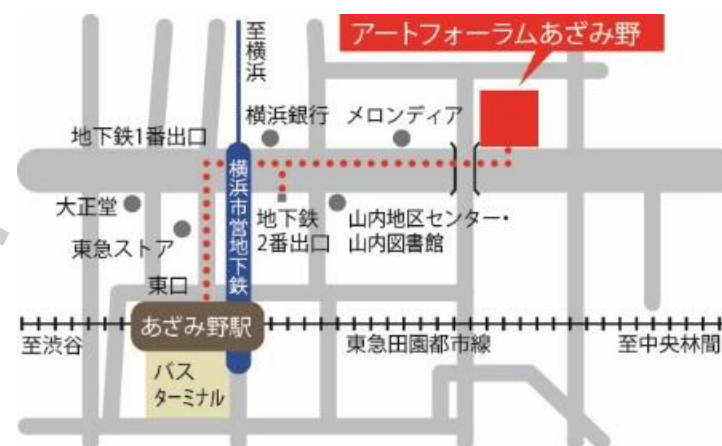 アートフォーラムあざみ野
至横浜
横浜銀行
メロンディア
地下鉄1番出口
横浜市営地下鉄
大正堂
東急ストア
地下鉄
2番出口
山内地区センター・
山内図書館
東口
あざみ野駅
至渋谷
東急田園都市線
至中央林間
バス
ターミナル